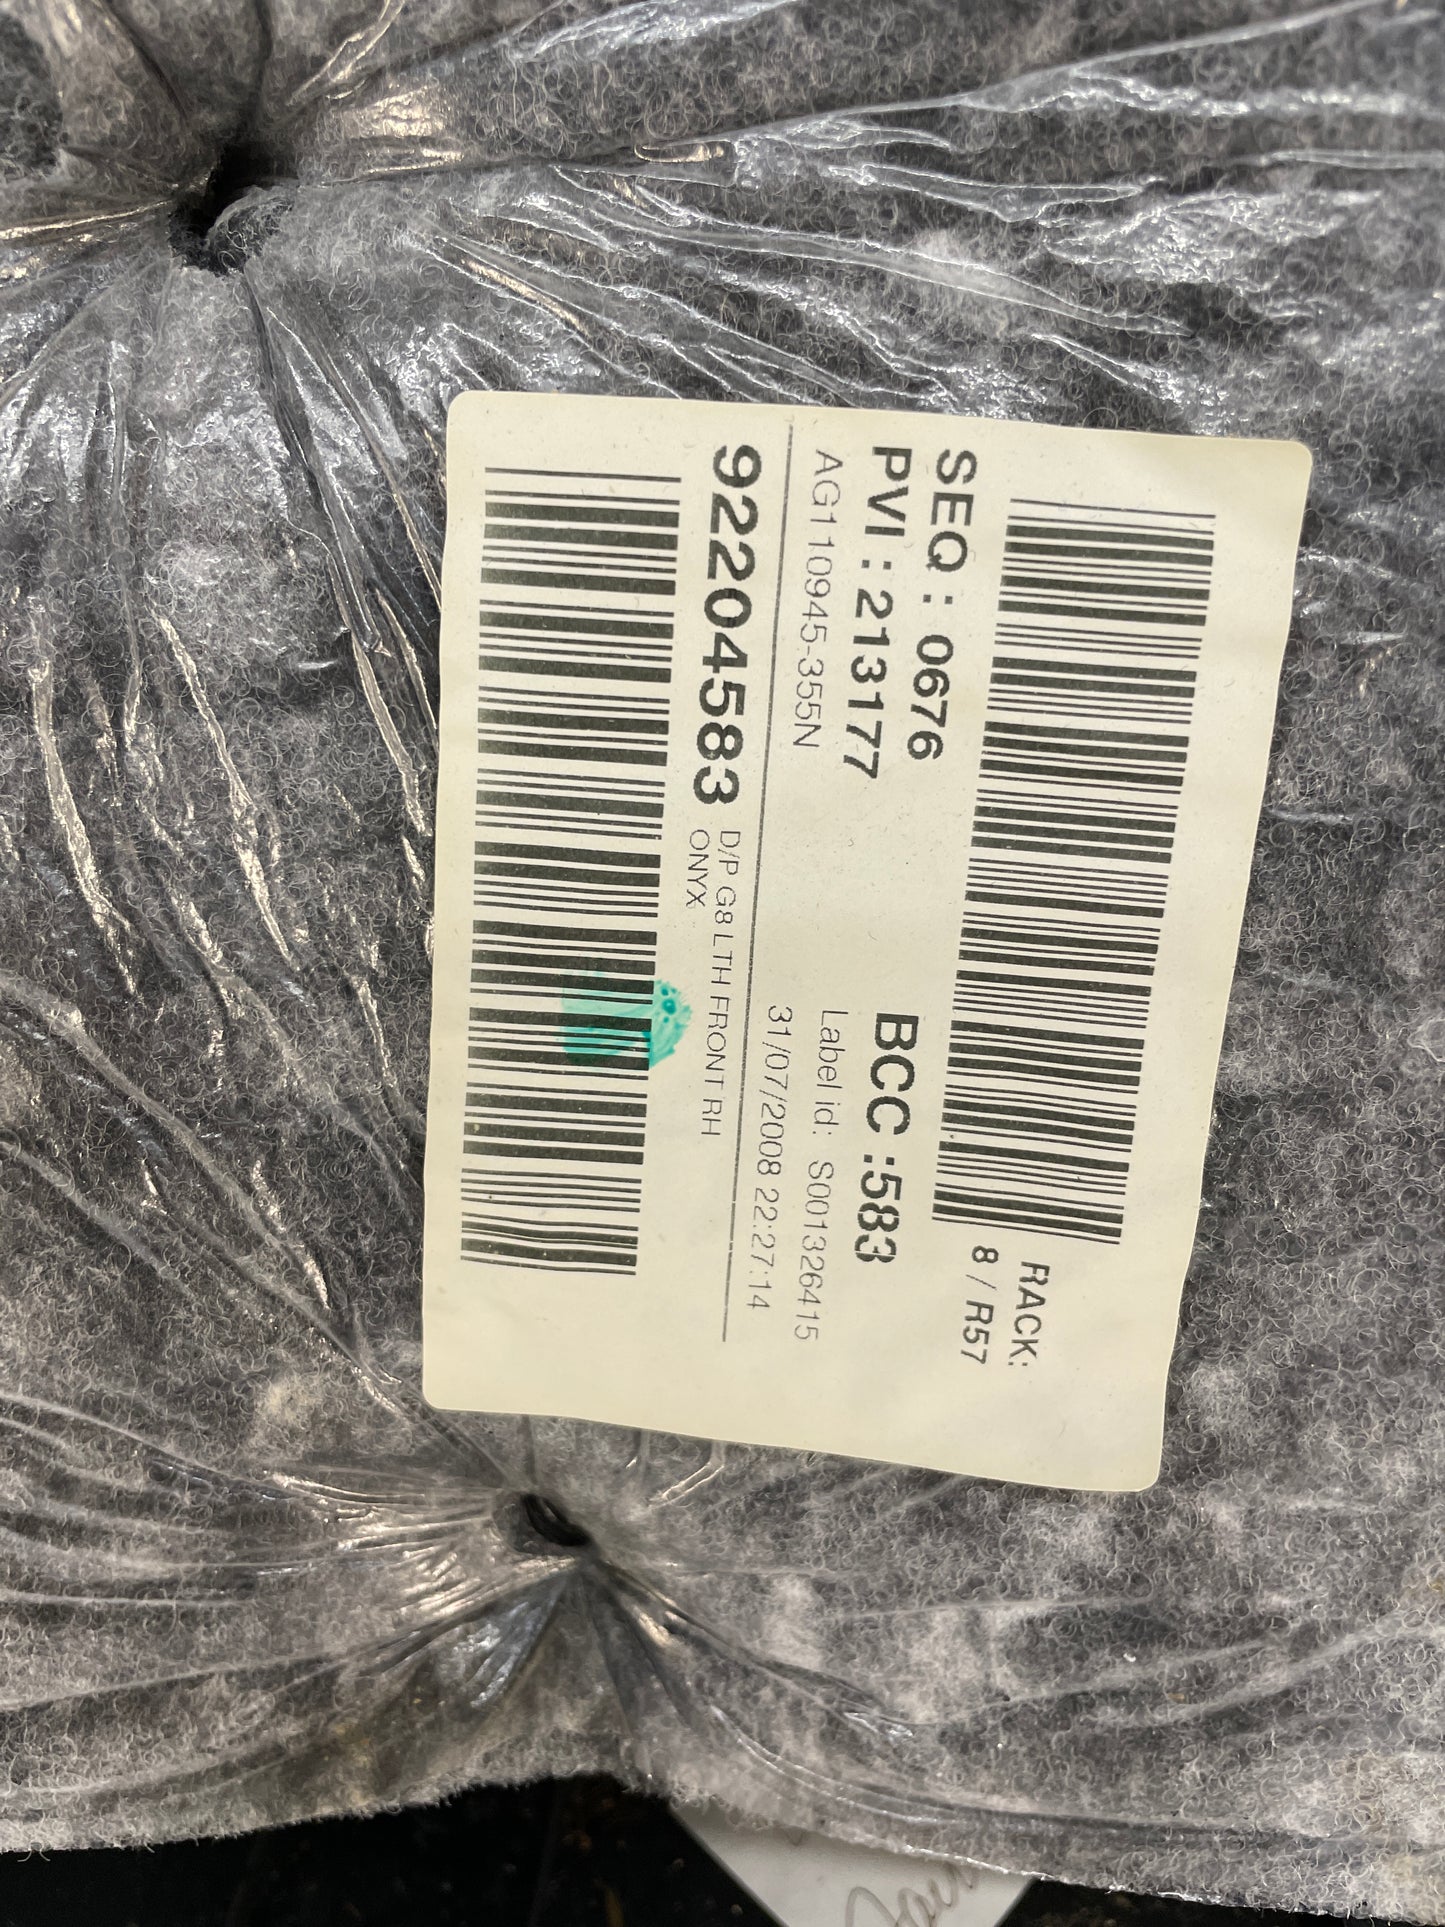 RACK:
8 / R57
SEQ : 0676
PVI : 213177
BCC :583
AG110945-355N
Label id: S001326415
31/07/2008 22:27:14
92204583
D/P G8 LTH FRONT RH
ONYX